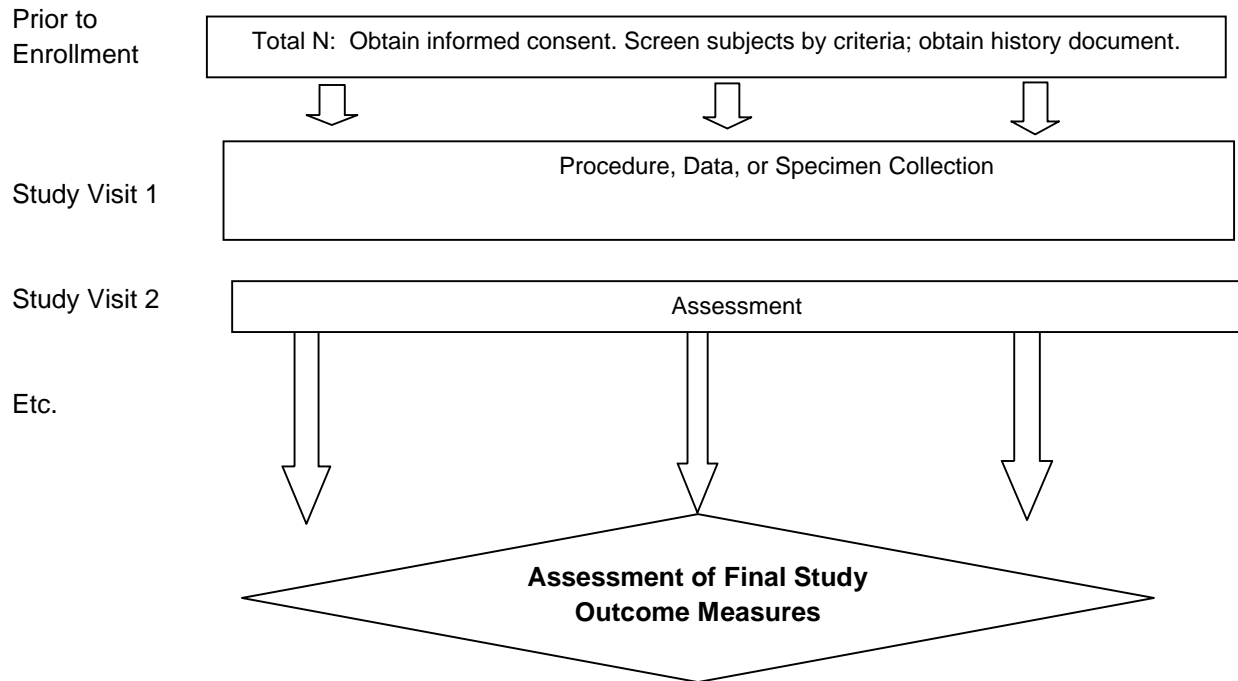 Prior to
Enrollment
Total N:  Obtain informed consent. Screen subjects by criteria; obtain history document.
Procedure, Data, or Specimen Collection
Study Visit 1
Study Visit 2
Assessment
Etc.
Assessment of Final Study
Outcome Measures